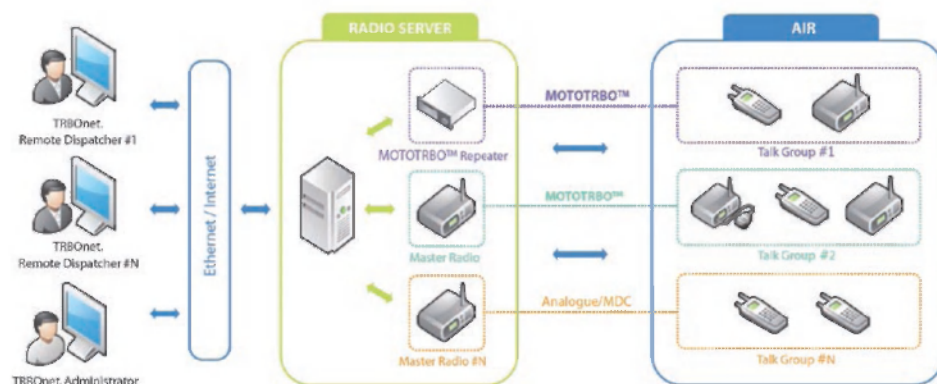 RADIO SERVER
AIR
TRBOnet.
Remote Dispatcher #1
TRBOnet.
Remote Dispatcher #N
TRBOnet. Administrator
Ethernet / Internet
MOTOTRBO™ Repeater
Master Radio
Master Radio #N
MOTOTRBO™
MOTOTRBO™
Analogue/MDC
Talk Group #1
Talk Group #2
Talk Group #N